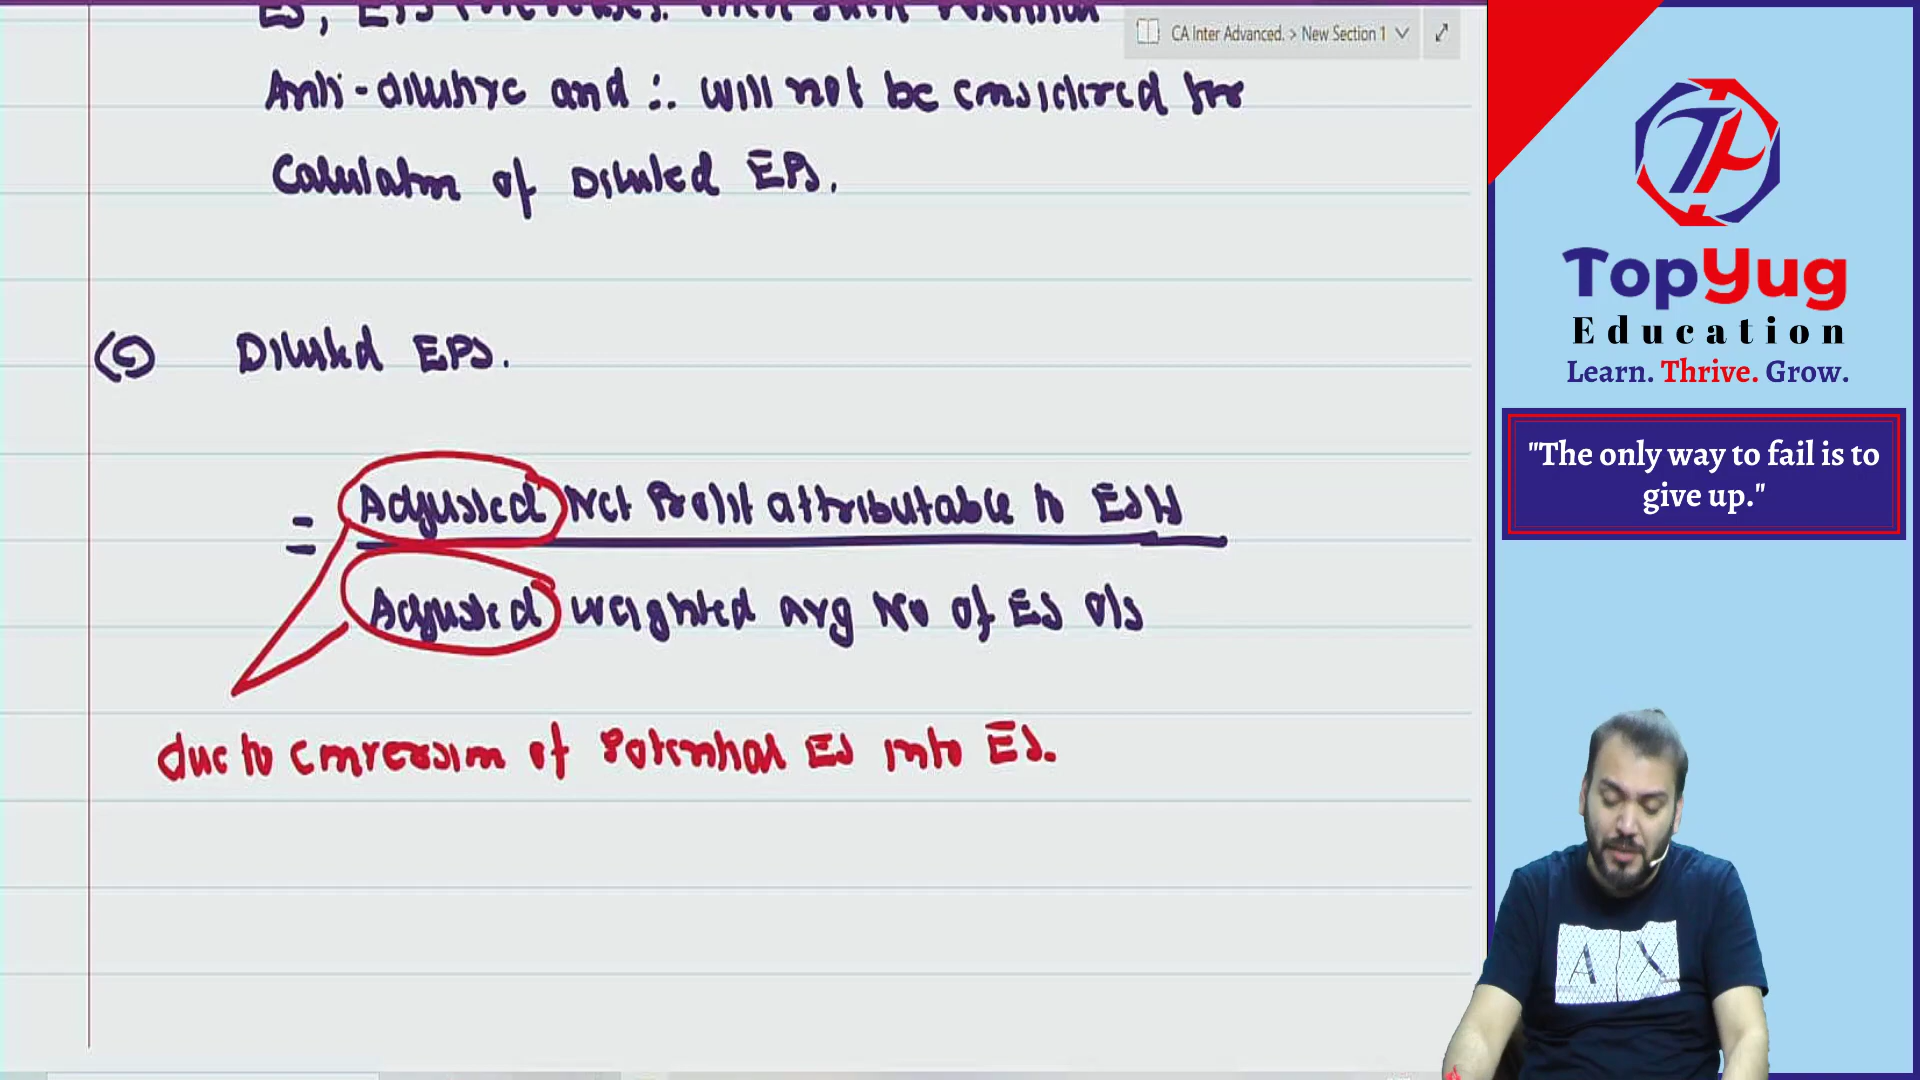 CA Inter Advanced. > New Section 1
Anti-dilutive and ∴ will not be considered for
Calculation of Diluted EPS.
(C) Diluted EPS.
= Adjusted Net Profit attributable to ESH
Adjusted weighted avg No of ES o/s
due to conversion of Potential ES into ES.
TopYug
Education
Learn. Thrive. Grow.
"The only way to fail is to
give up."
A X